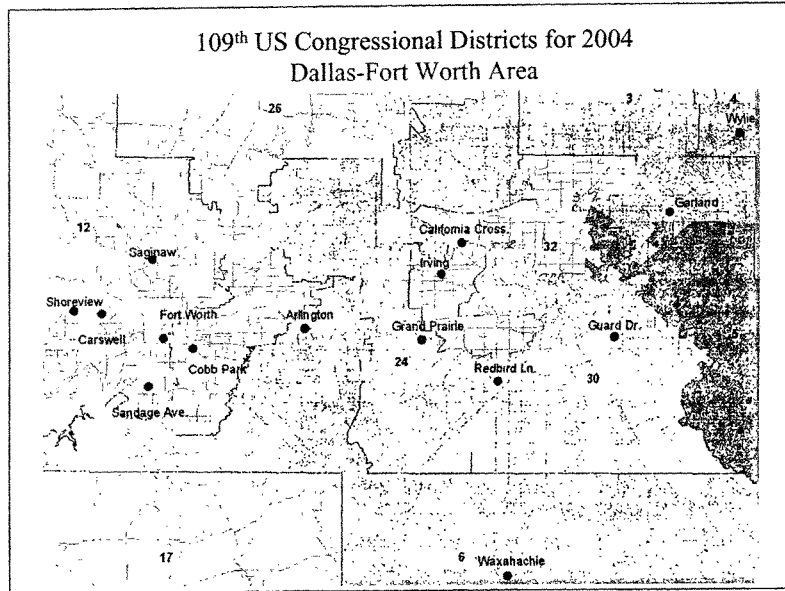 109th US Congressional Districts for 2004
Dallas-Fort Worth Area
26
3
4
Wylie
Garland
12
California Cross.
32
Saginaw
Irving
Shoreview
Fort Worth
Arlington
Grand Prairie
Guard Dr.
Carswell
Cobb Park
24
Redbird Ln.
30
Sandage Ave.
5
17
6
Waxahachie